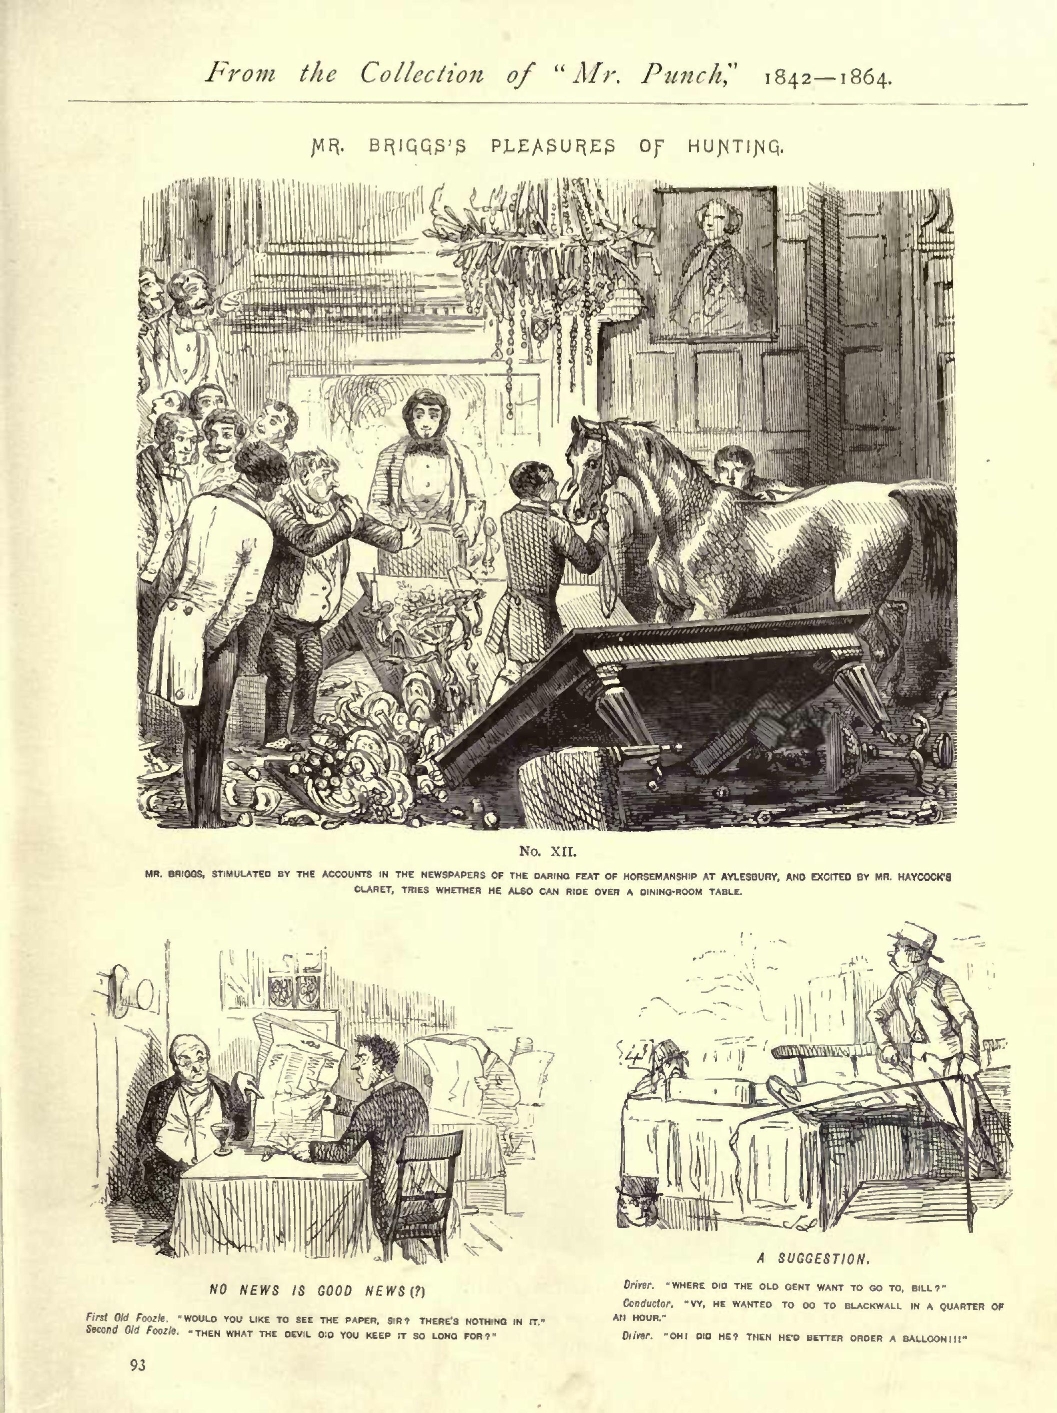 From the Collection of "Mr. Punch," 1842—1864.
MR. BRIGGS'S PLEASURES OF HUNTING.
No. XII.
MR. BRIGGS, STIMULATED BY THE ACCOUNTS IN THE NEWSPAPERS OF THE DARING FEAT OF HORSEMANSHIP AT AYLESBURY, AND EXCITED BY MR. HAYCOCK'S
CLARET, TRIES WHETHER HE ALSO CAN RIDE OVER A DINING-ROOM TABLE.
NO NEWS IS GOOD NEWS (?)
First Old Foozle. "WOULD YOU LIKE TO SEE THE PAPER, SIR? THERE'S NOTHING IN IT."
Second Old Foozle. "THEN WHAT THE DEVIL DID YOU KEEP IT SO LONG FOR?"
A SUGGESTION.
Driver. "WHERE DID THE OLD GENT WANT TO GO TO, BILL?"
Conductor. "VY, HE WANTED TO GO TO BLACKWALL IN A QUARTER OF
AN HOUR."
Driver. "OH! DID HE? THEN HE'D BETTER ORDER A BALLOON!!!"
93